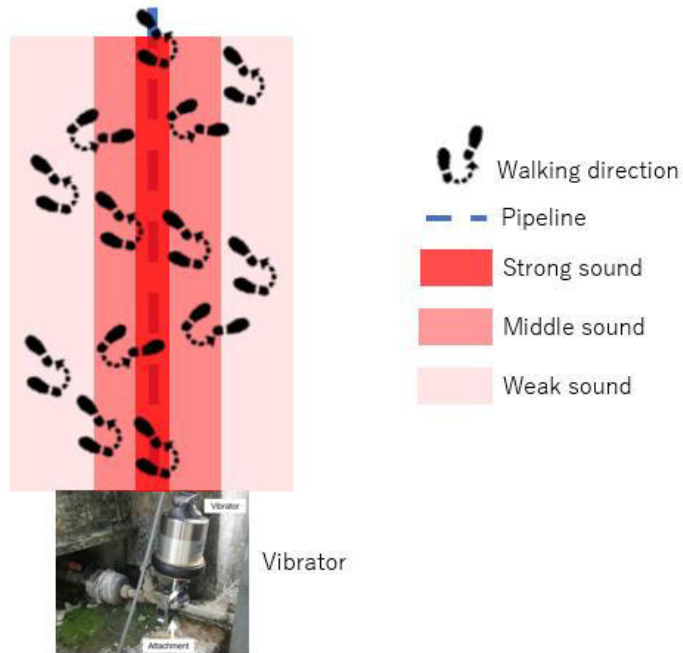 Walking direction
Pipeline
Strong sound
Middle sound
Weak sound
Vibrator
Vibrator
Attachment